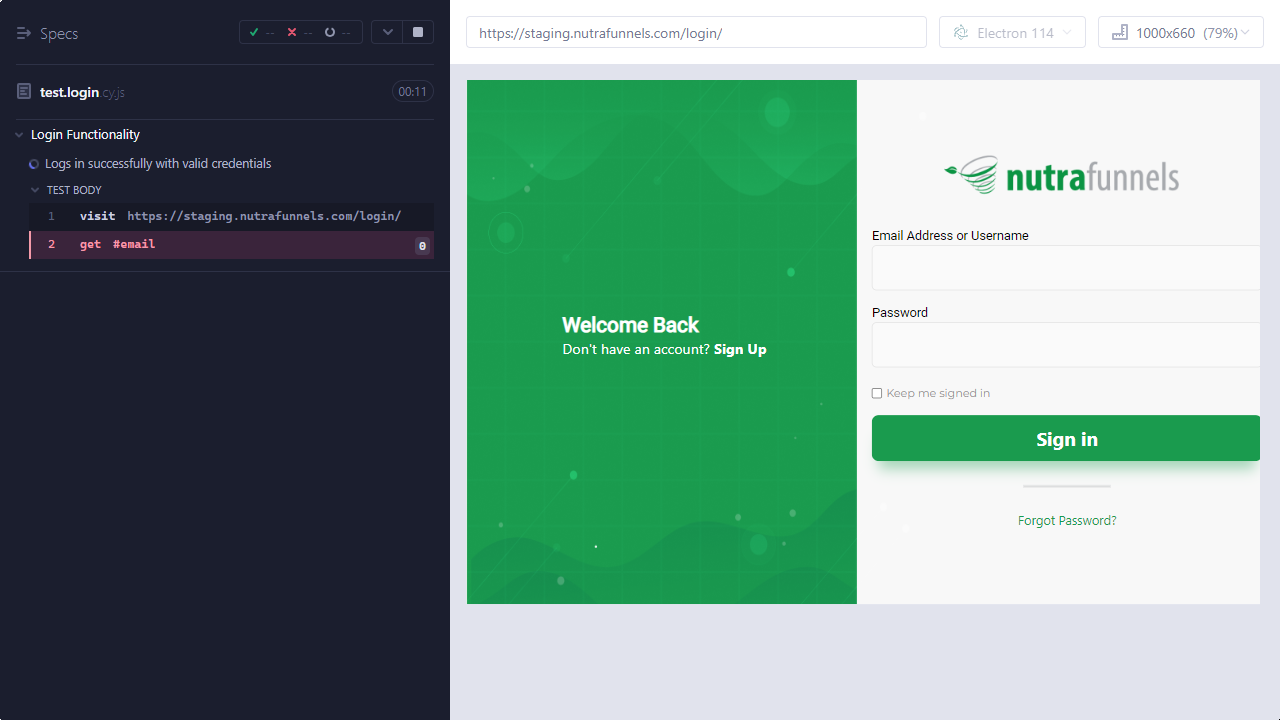 Specs
-- -- --
https://staging.nutrafunnels.com/login/
Electron 114
1000x660 (79%)
test.login.cy.js
00:11
Login Functionality
Logs in successfully with valid credentials
TEST BODY
1 visit https://staging.nutrafunnels.com/login/
2 get #email 0
Welcome Back
Don't have an account? Sign Up
nutrafunnels
Email Address or Username
Password
Keep me signed in
Sign in
Forgot Password?